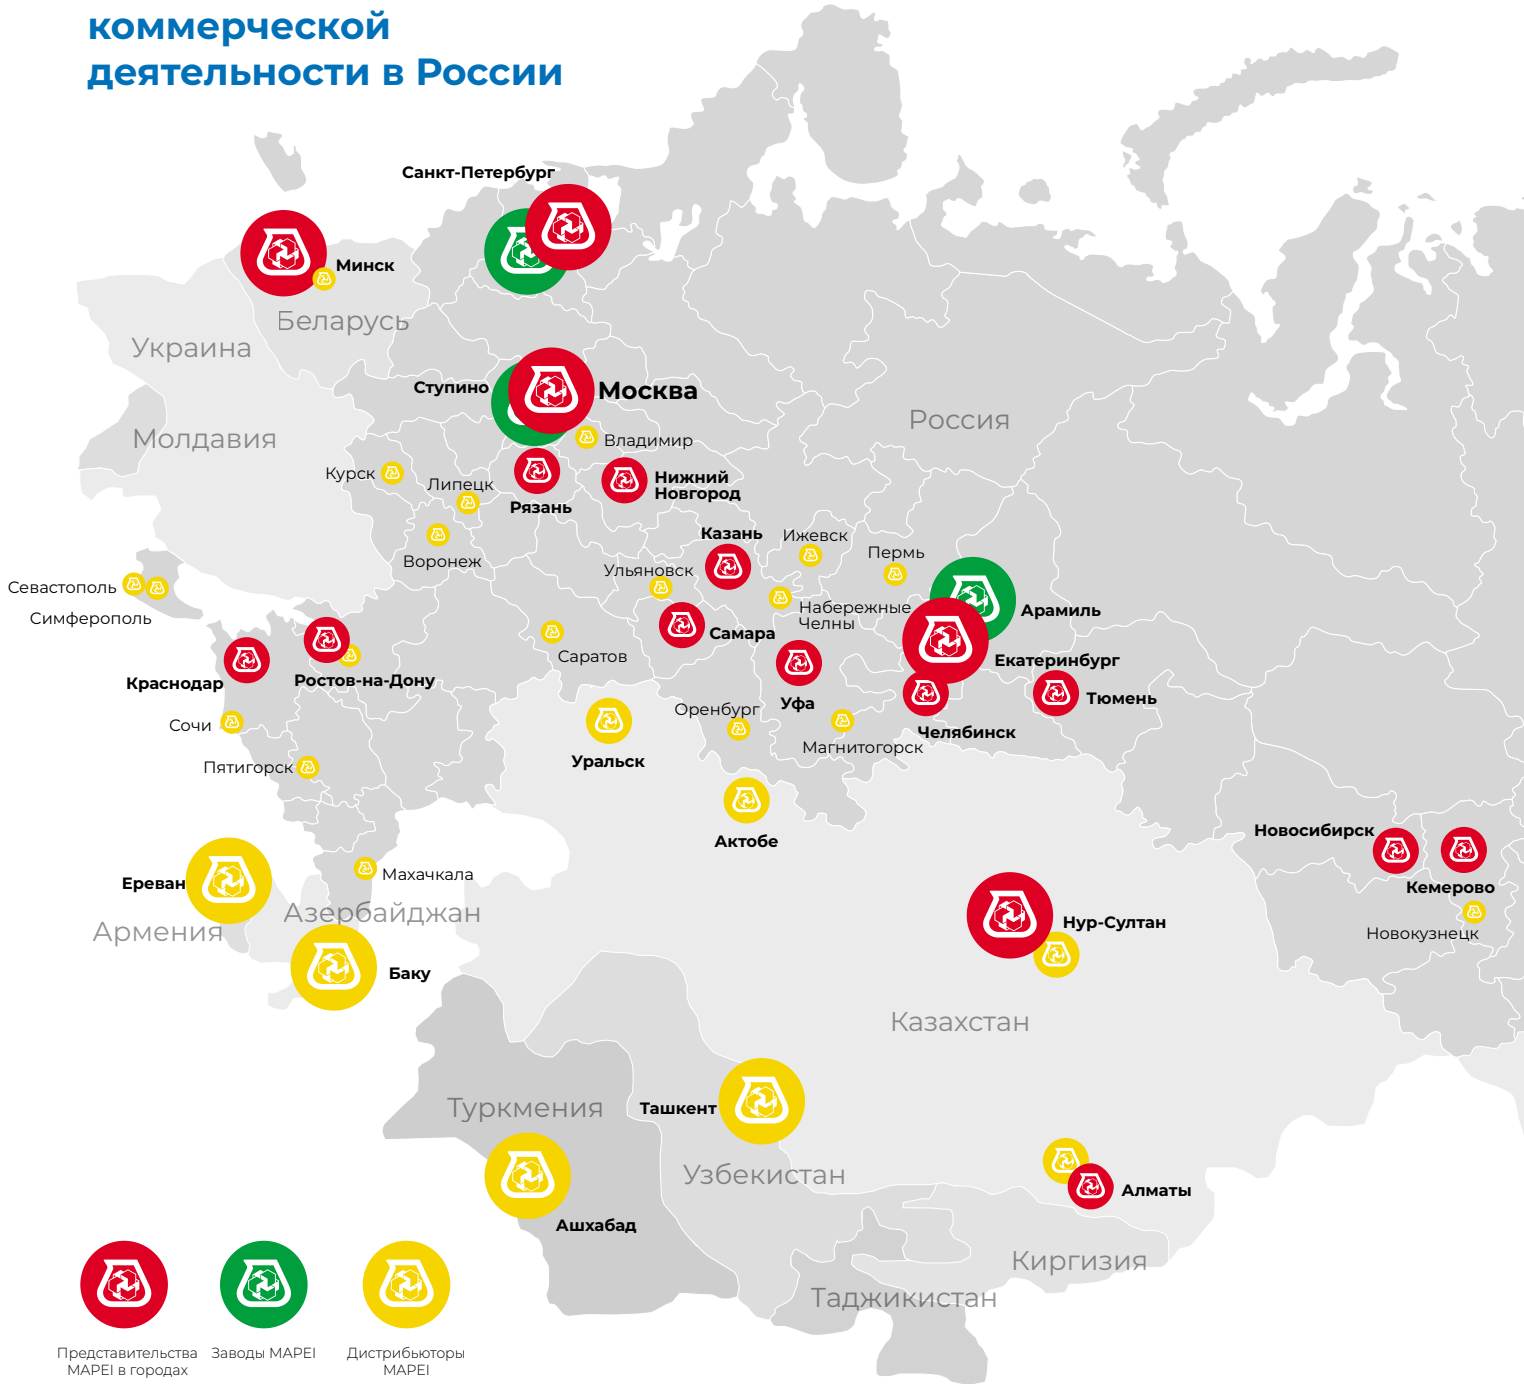 коммерческой
деятельности в России
Санкт-Петербург
Минск
Беларусь
Украина
Ступино
Москва
Россия
Молдавия
Владимир
Курск
Липецк
Нижний
Новгород
Рязань
Воронеж
Казань
Ижевск
Пермь
Ульяновск
Севастополь
Симферополь
Набережные
Челны
Арамиль
Самара
Саратов
Екатеринбург
Краснодар
Ростов-на-Дону
Уфа
Тюмень
Сочи
Оренбург
Челябинск
Магнитогорск
Пятигорск
Уральск
Актобе
Новосибирск
Кемерово
Махачкала
Ереван
Азербайджан
Армения
Нур-Султан
Новокузнецк
Баку
Казахстан
Туркмения
Ташкент
Узбекистан
Алматы
Ашхабад
Киргизия
Таджикистан
Представительства
MAPEI в городах
Заводы MAPEI
Дистрибьюторы
MAPEI